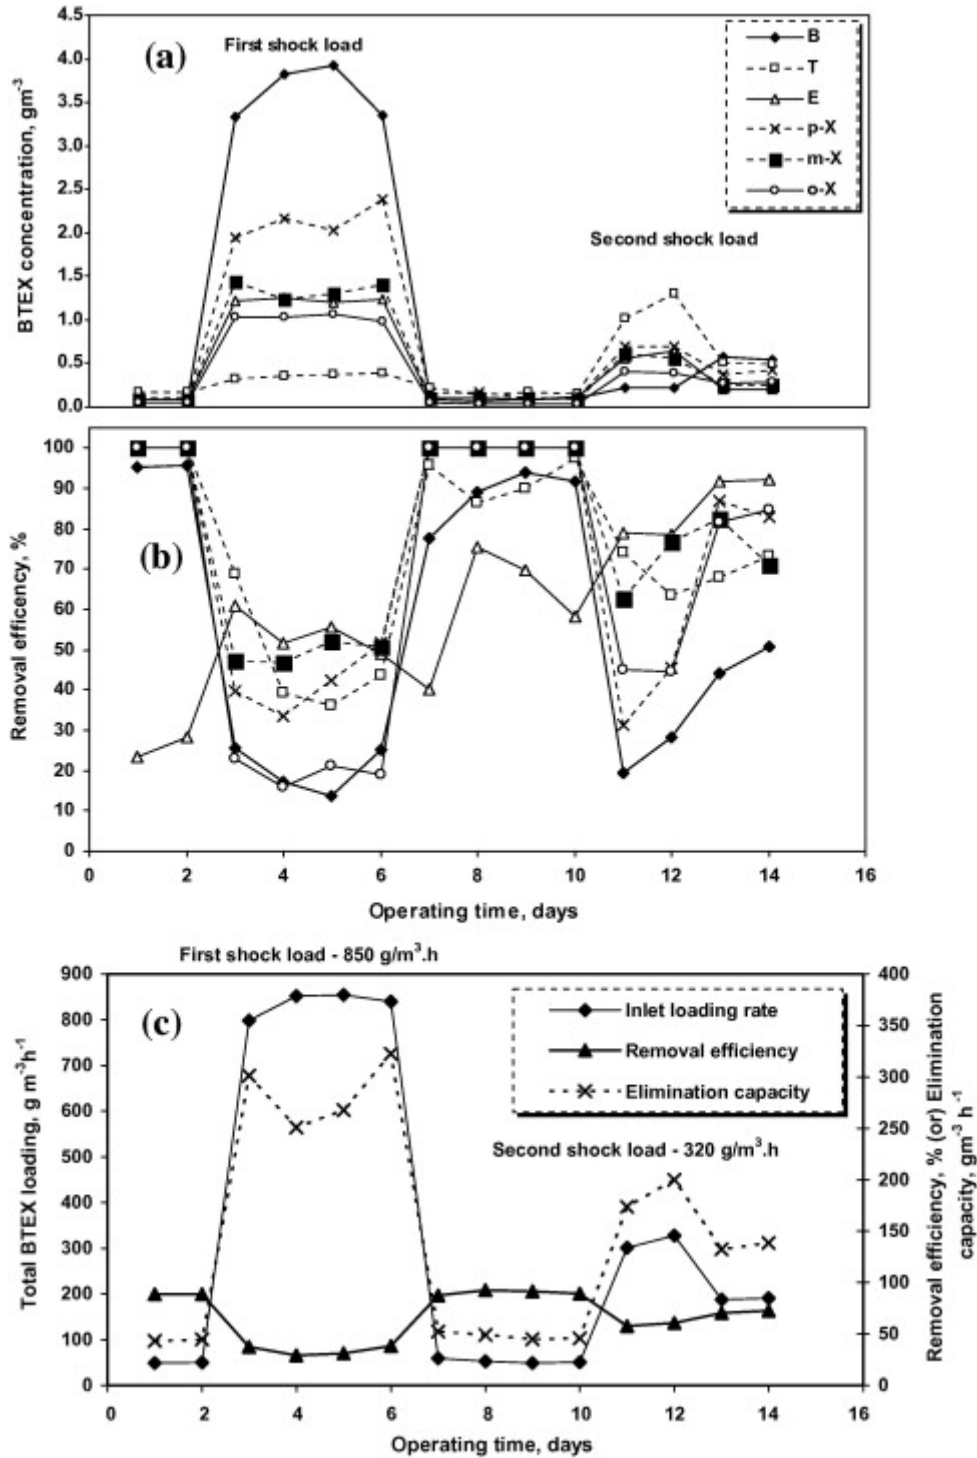 (a)
First shock load
4.5
4.0
3.5
3.0
2.5
2.0
1.5
1.0
0.5
0.0
BTEX concentration, gm-3
B
T
E
p-X
m-X
o-X
Second shock load
(b)
100
90
80
70
60
50
40
30
20
10
0
Removal efficency, %
0 2 4 6 8 10 12 14 16
Operating time, days
First shock load - 850 g/m3.h
(c)
900
800
700
600
500
400
300
200
100
0
Total BTEX loading, g m-3h-1
Inlet loading rate
Removal efficiency
Elimination capacity
Second shock load - 320 g/m3.h
400
350
300
250
200
150
100
50
0
Removal efficiency, % (or) Elimination
capacity, gm-3 h-1
0 2 4 6 8 10 12 14 16
Operating time, days